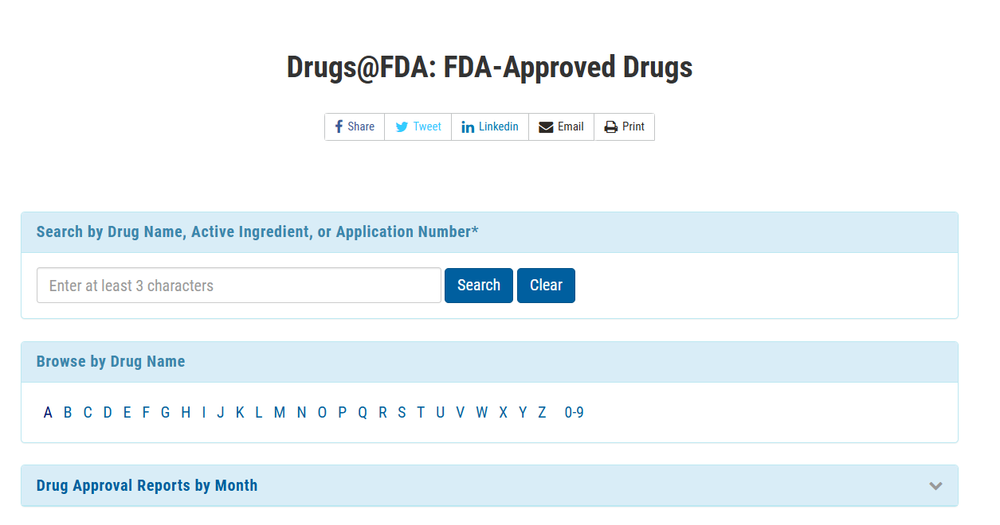 Drugs@FDA: FDA-Approved Drugs
Share Tweet Linkedin Email Print
Search by Drug Name, Active Ingredient, or Application Number*
Enter at least 3 characters Search Clear
Browse by Drug Name
A B C D E F G H I J K L M N O P Q R S T U V W X Y Z 0-9
Drug Approval Reports by Month